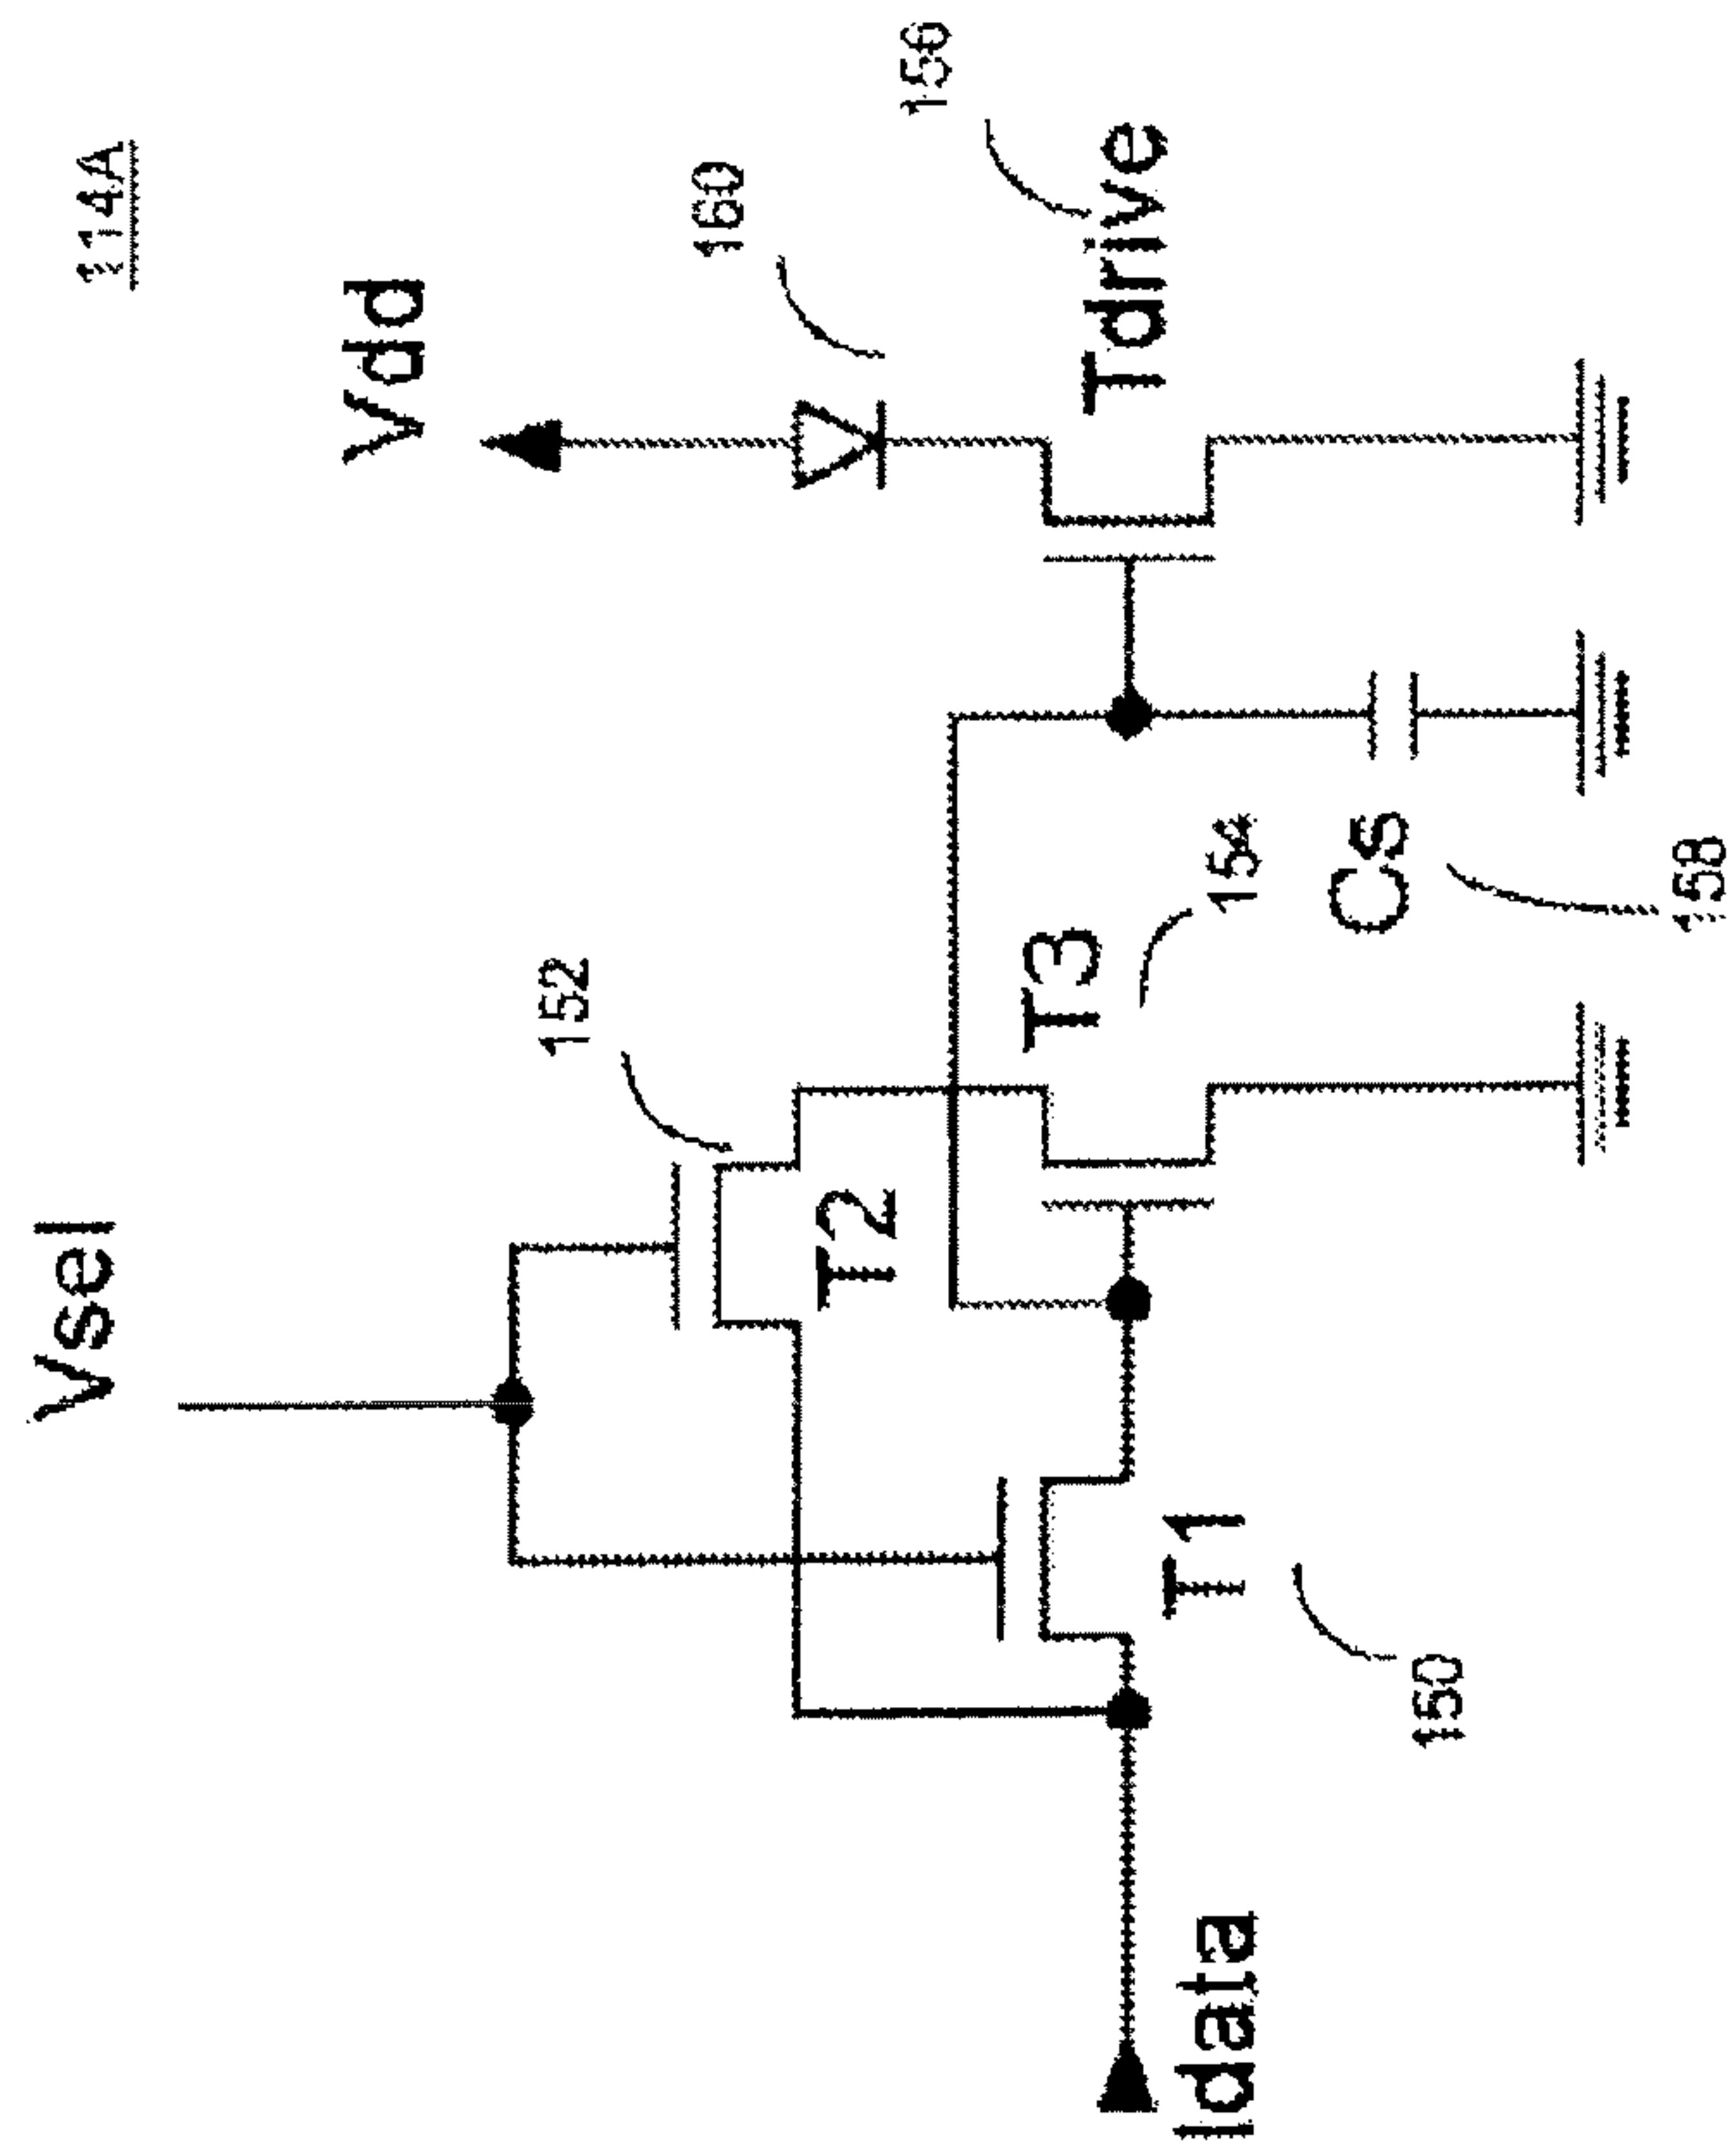 Vsel
114A
Vdd
152
160
T2
156
T3
Tdrive
Idata
T1
154
Cs
150
158